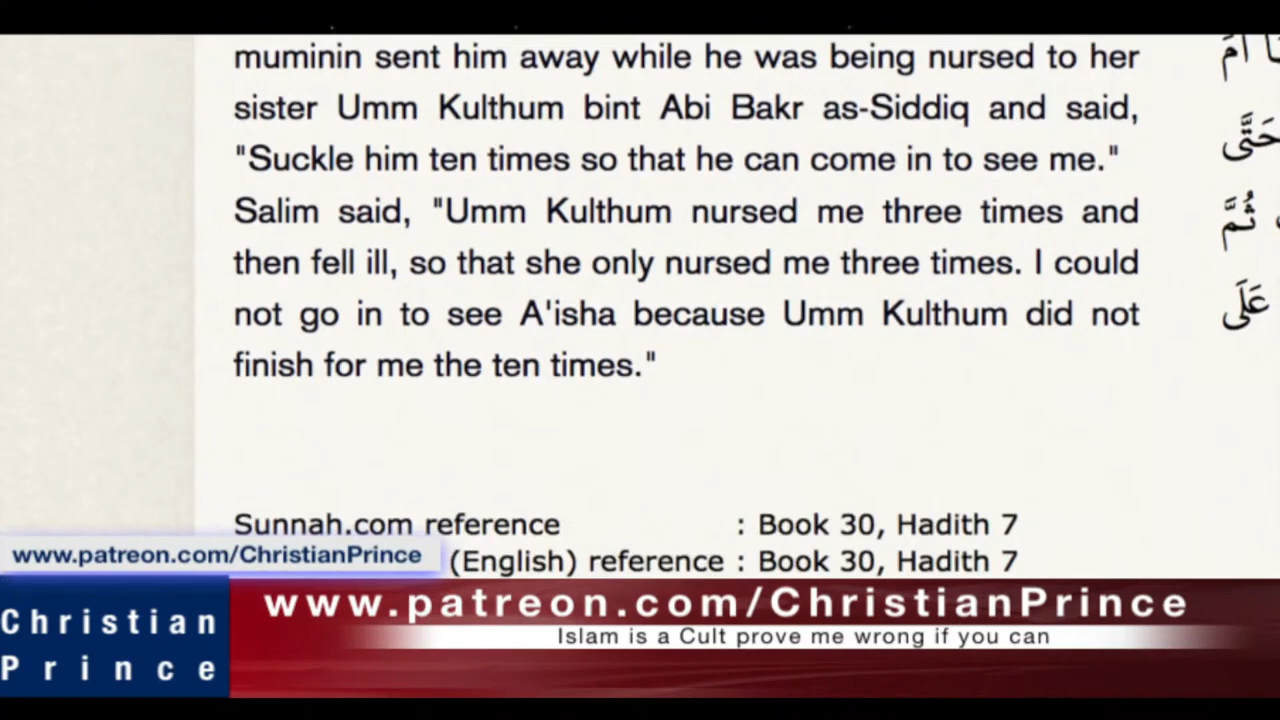 muminin sent him away while he was being nursed to her
sister Umm Kulthum bint Abi Bakr as-Siddiq and said,
"Suckle him ten times so that he can come in to see me."
Salim said, "Umm Kulthum nursed me three times and
then fell ill, so that she only nursed me three times. I could
not go in to see A'isha because Umm Kulthum did not
finish for me the ten times."
حَتَّى
عَلَى
Sunnah.com reference : Book 30, Hadith 7
(English) reference : Book 30, Hadith 7
www.patreon.com/ChristianPrince
Christian
Prince
www.patreon.com/ChristianPrince
Islam is a Cult prove me wrong if you can